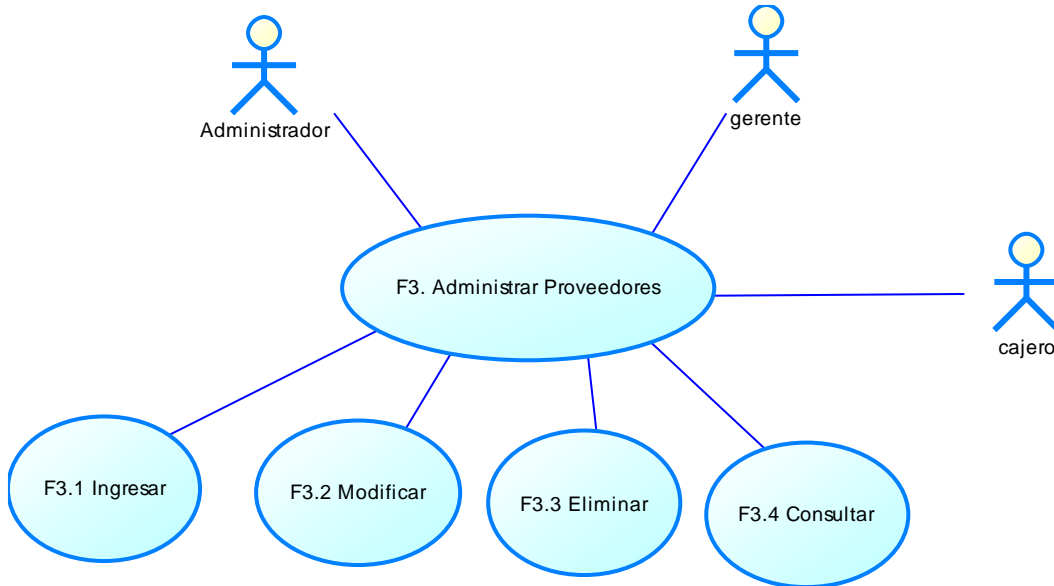 gerente
Administrador
F3. Administrar Proveedores
cajero
F3.1 Ingresar
F3.2 Modificar
F3.3 Eliminar
F3.4 Consultar